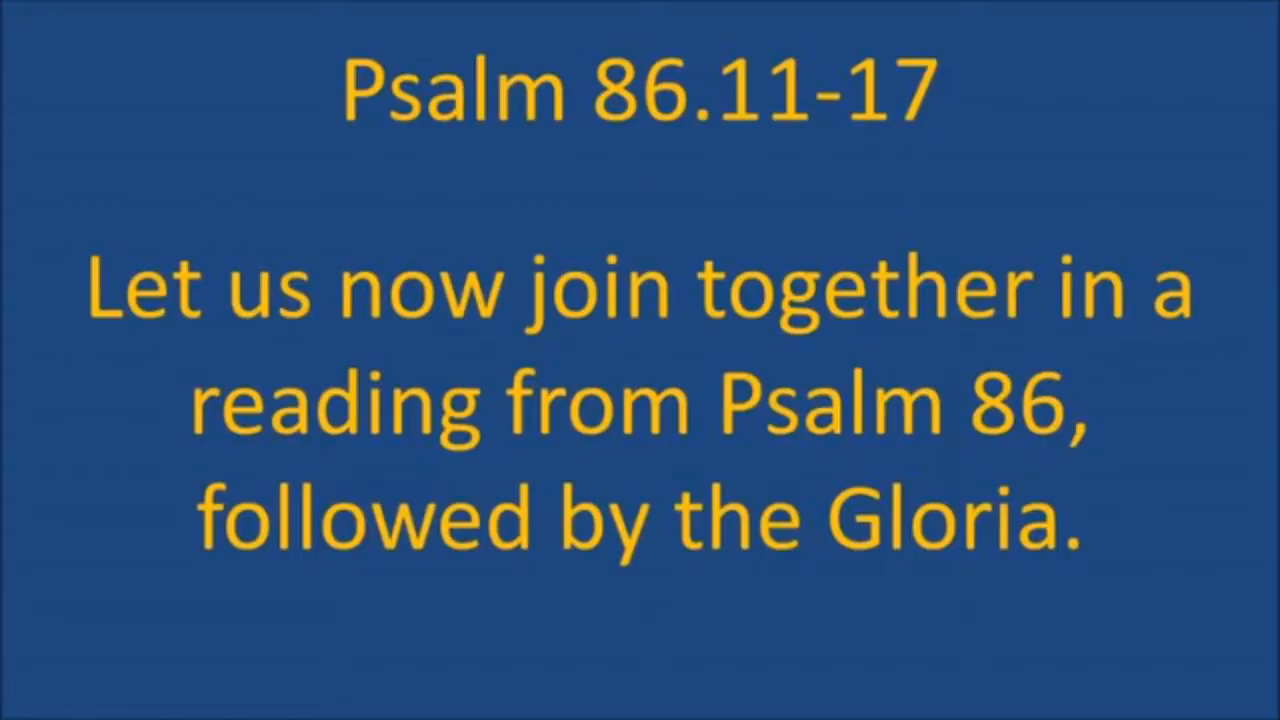 Psalm 86.11-17
Let us now join together in a
reading from Psalm 86,
followed by the Gloria.